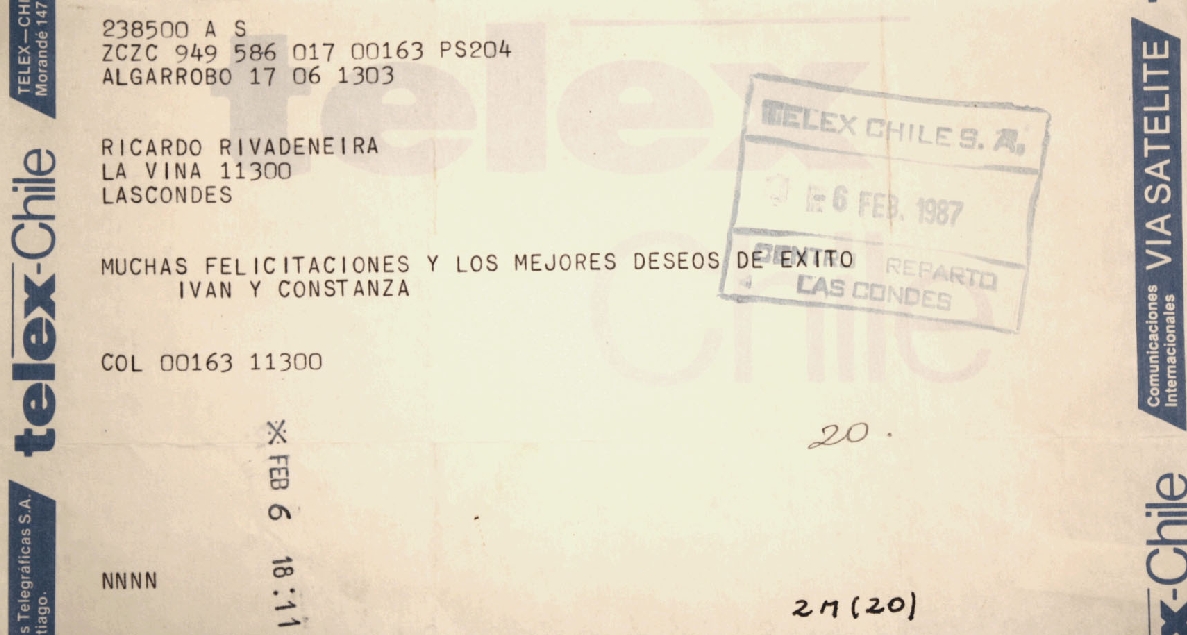 238500 A S
ZCZC 949 586 017 00163 PS204
ALGARROBO 17 06 1303
RICARDO RIVADENEIRA
LA VINA 11300
LASCONDES
MUCHAS FELICITACIONES Y LOS MEJORES DESEOS DE EXITO
IVAN Y CONSTANZA
COL 00163 11300
NNNN
TELEX CHILE S. A.
6 FEB. 1987
CENTRO REPARTO
LAS CONDES
FEB 6 18:11
20.
2M(20)
telex
Chile
TELEX-CHI
Morandé 147
telex-Chile
s Telegráficas S.A.
tiago.
VIA SATELITE
Comunicaciones
Internacionales
x-Chile